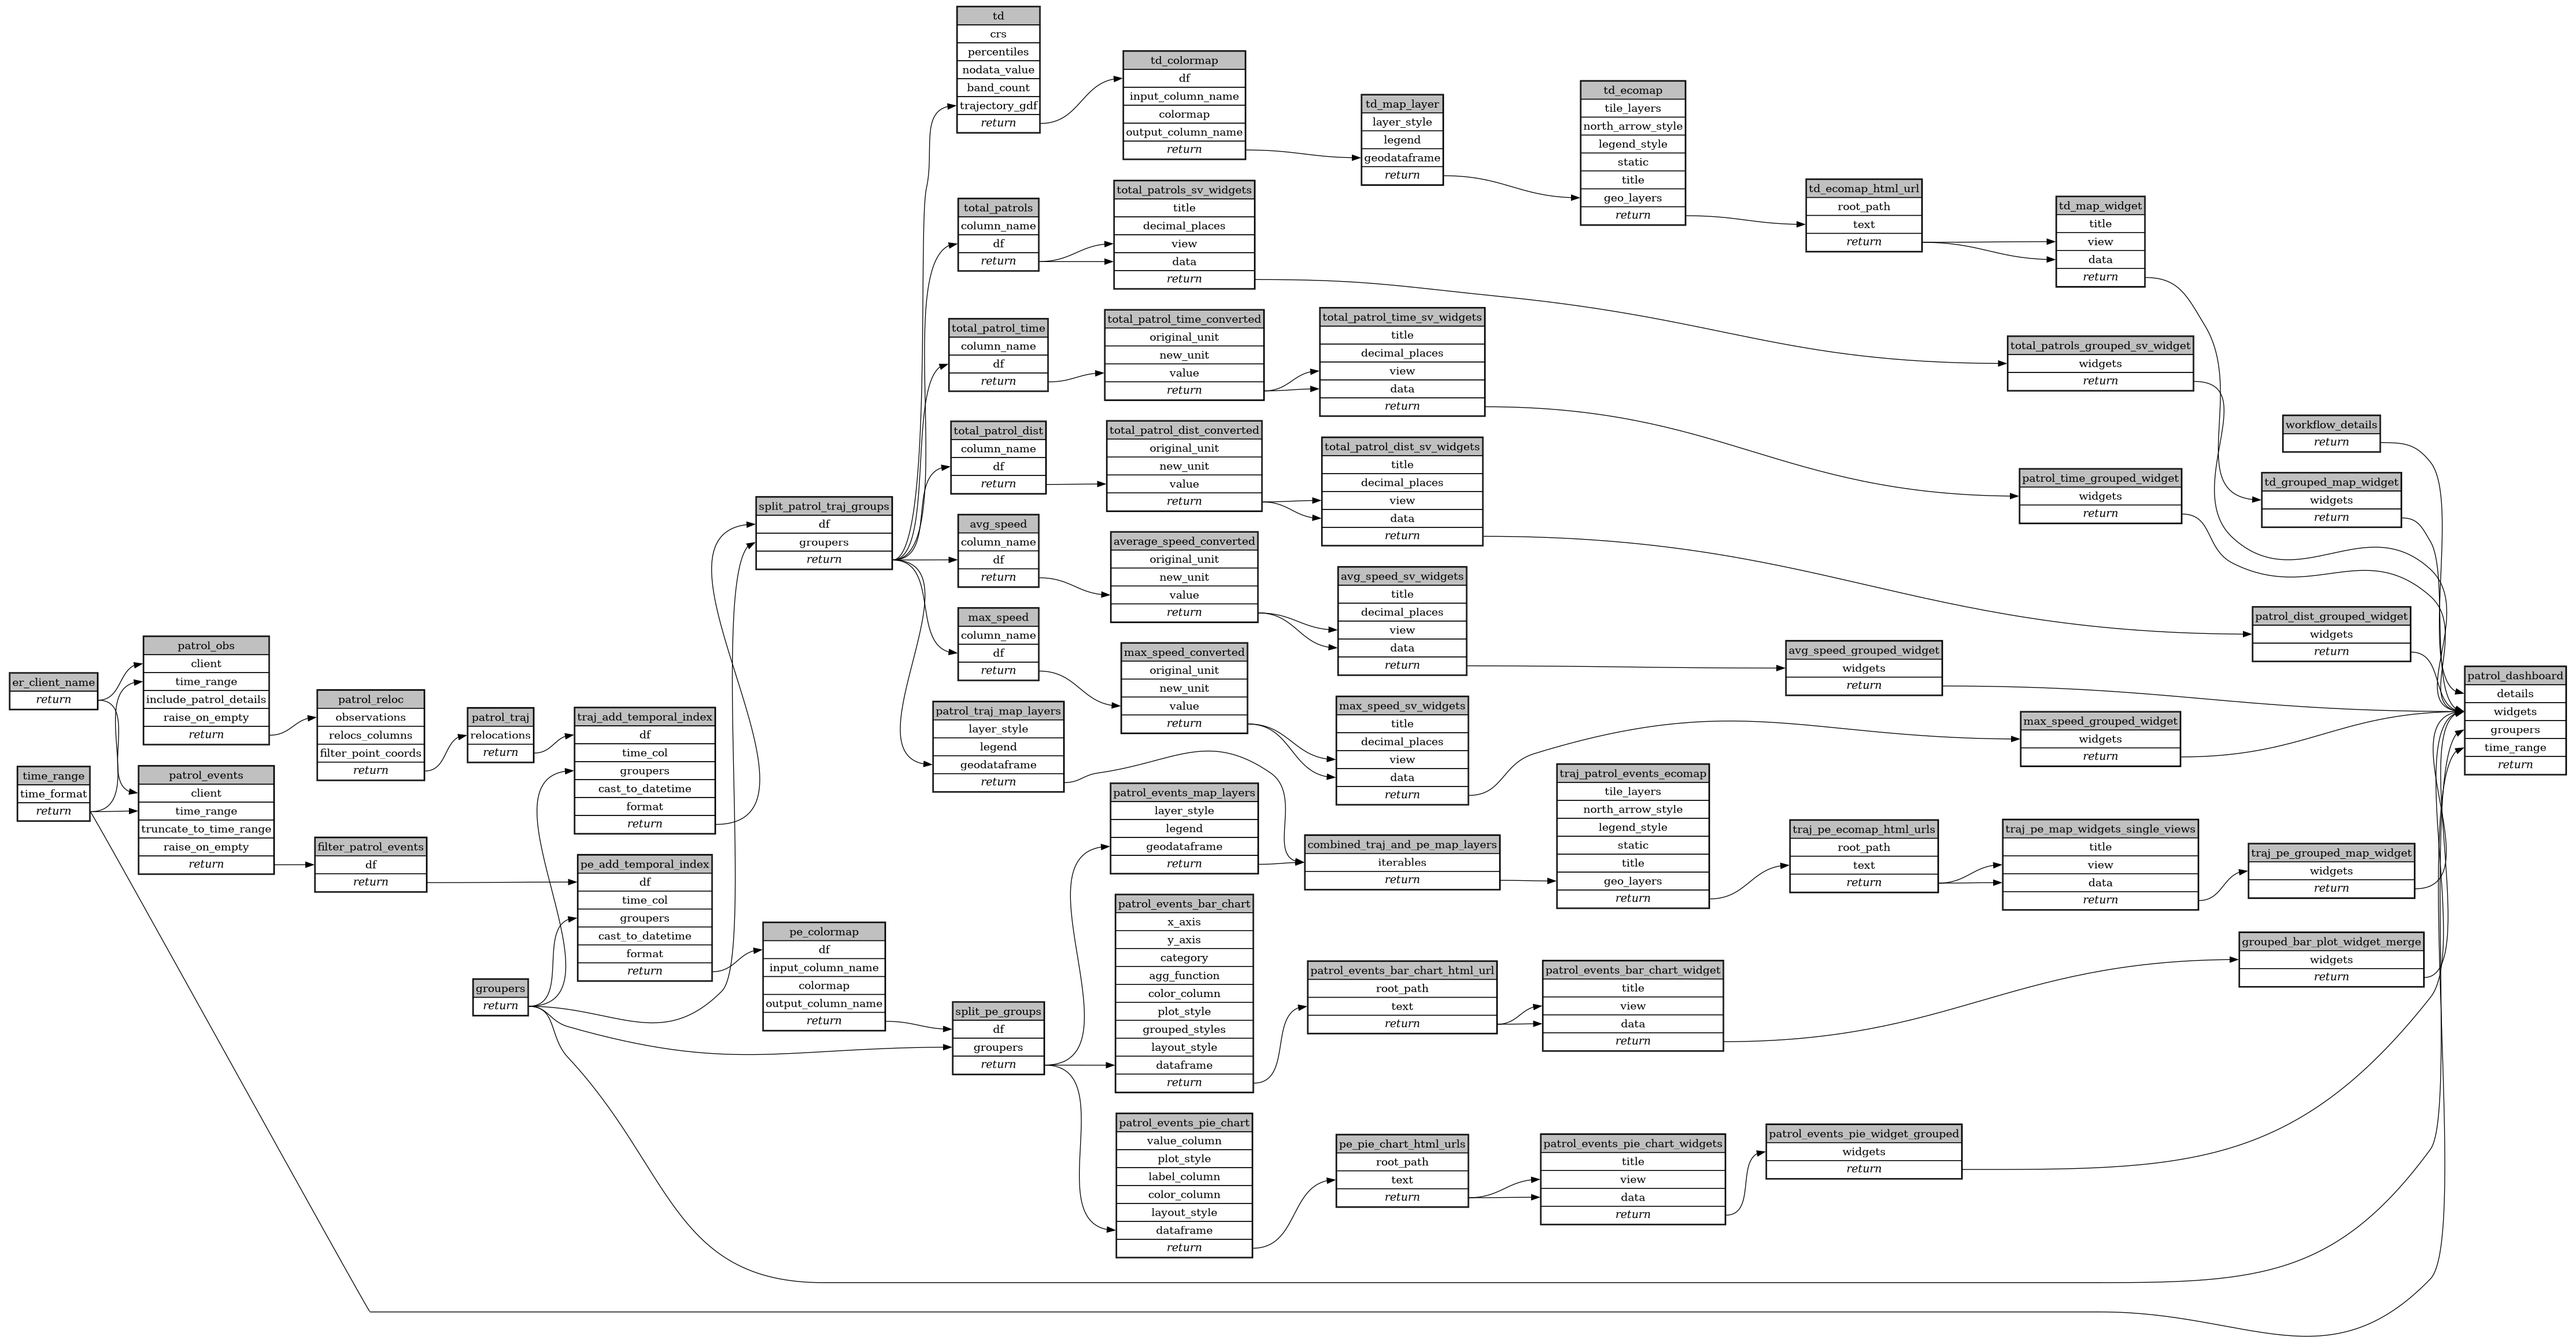 er_client_name
return
time_range
time_format
return
patrol_obs
client
time_range
include_patrol_details
raise_on_empty
return
patrol_events
client
time_range
truncate_to_time_range
raise_on_empty
return
patrol_reloc
observations
relocs_columns
filter_point_coords
return
filter_patrol_events
df
return
patrol_traj
relocations
return
groupers
return
traj_add_temporal_index
df
time_col
groupers
cast_to_datetime
format
return
pe_add_temporal_index
df
time_col
groupers
cast_to_datetime
format
return
split_patrol_traj_groups
df
groupers
return
pe_colormap
df
input_column_name
colormap
output_column_name
return
td
crs
percentiles
nodata_value
band_count
trajectory_gdf
return
total_patrols
column_name
df
return
total_patrol_time
column_name
df
return
total_patrol_dist
column_name
df
return
avg_speed
column_name
df
return
max_speed
column_name
df
return
patrol_traj_map_layers
layer_style
legend
geodataframe
return
split_pe_groups
df
groupers
return
td_colormap
df
input_column_name
colormap
output_column_name
return
total_patrols_sv_widgets
title
decimal_places
view
data
return
total_patrol_time_converted
original_unit
new_unit
value
return
total_patrol_dist_converted
original_unit
new_unit
value
return
average_speed_converted
original_unit
new_unit
value
return
max_speed_converted
original_unit
new_unit
value
return
patrol_events_map_layers
layer_style
legend
geodataframe
return
patrol_events_bar_chart
x_axis
y_axis
category
agg_function
color_column
plot_style
grouped_styles
layout_style
dataframe
return
patrol_events_pie_chart
value_column
plot_style
label_column
color_column
layout_style
dataframe
return
td_map_layer
layer_style
legend
geodataframe
return
total_patrol_time_sv_widgets
title
decimal_places
view
data
return
total_patrol_dist_sv_widgets
title
decimal_places
view
data
return
avg_speed_sv_widgets
title
decimal_places
view
data
return
max_speed_sv_widgets
title
decimal_places
view
data
return
combined_traj_and_pe_map_layers
iterables
return
patrol_events_bar_chart_html_url
root_path
text
return
pe_pie_chart_html_urls
root_path
text
return
td_ecomap
tile_layers
north_arrow_style
legend_style
static
title
geo_layers
return
traj_patrol_events_ecomap
tile_layers
north_arrow_style
legend_style
static
title
geo_layers
return
patrol_events_bar_chart_widget
title
view
data
return
patrol_events_pie_chart_widgets
title
view
data
return
td_ecomap_html_url
root_path
text
return
avg_speed_grouped_widget
widgets
return
traj_pe_ecomap_html_urls
root_path
text
return
patrol_events_pie_widget_grouped
widgets
return
td_map_widget
title
view
data
return
total_patrols_grouped_sv_widget
widgets
return
patrol_time_grouped_widget
widgets
return
max_speed_grouped_widget
widgets
return
traj_pe_map_widgets_single_views
title
view
data
return
workflow_details
return
td_grouped_map_widget
widgets
return
patrol_dist_grouped_widget
widgets
return
traj_pe_grouped_map_widget
widgets
return
grouped_bar_plot_widget_merge
widgets
return
patrol_dashboard
details
widgets
groupers
time_range
return